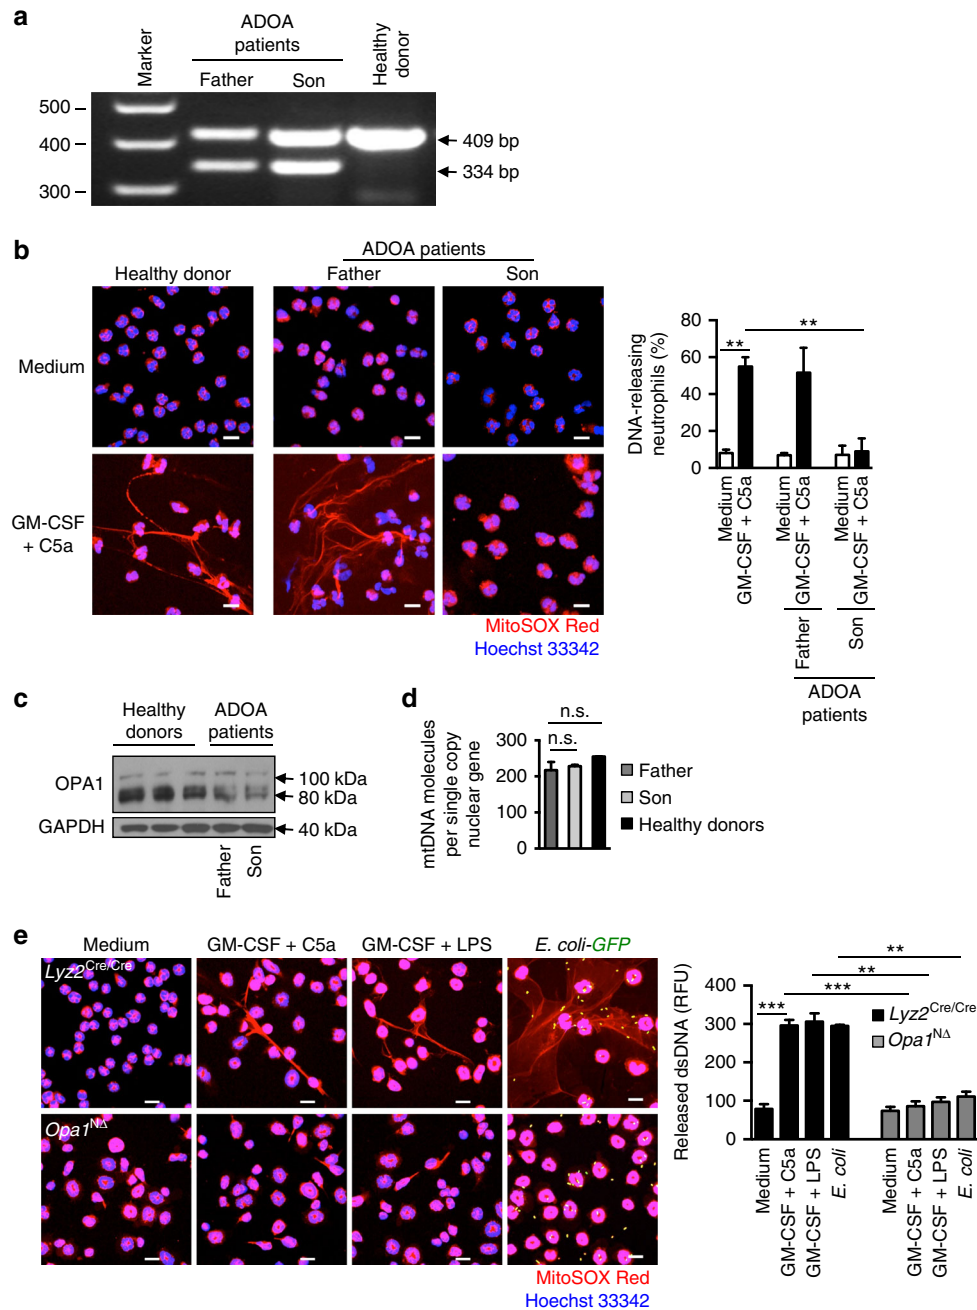 a
Marker
ADOA
patients
Father
Son
Healthy
donor
500
400
300
409 bp
334 bp
b
ADOA patients
Healthy donor
Father
Son
Medium
GM-CSF
+ C5a
MitoSOX Red
Hoechst 33342
DNA-releasing
neutrophils (%)
80
60
40
20
0
**
**
Medium
GM-CSF + C5a
Medium
GM-CSF + C5a
Medium
GM-CSF + C5a
Father
Son
ADOA
patients
c
Healthy
donors
ADOA
patients
OPA1
100 kDa
80 kDa
GAPDH
40 kDa
Father
Son
d
mtDNA molecules
per single copy
nuclear gene
300
200
100
0
n.s.
n.s.
Father
Son
Healthy donors
e
Medium
GM-CSF + C5a
GM-CSF + LPS
E. coli-GFP
Lyz2Cre/Cre
Opa1NΔ
MitoSOX Red
Hoechst 33342
Released dsDNA (RFU)
400
300
200
100
0
**
**
***
***
Lyz2Cre/Cre
Opa1NΔ
Medium
GM-CSF + C5a
GM-CSF + LPS
E. coli
Medium
GM-CSF + C5a
GM-CSF + LPS
E. coli